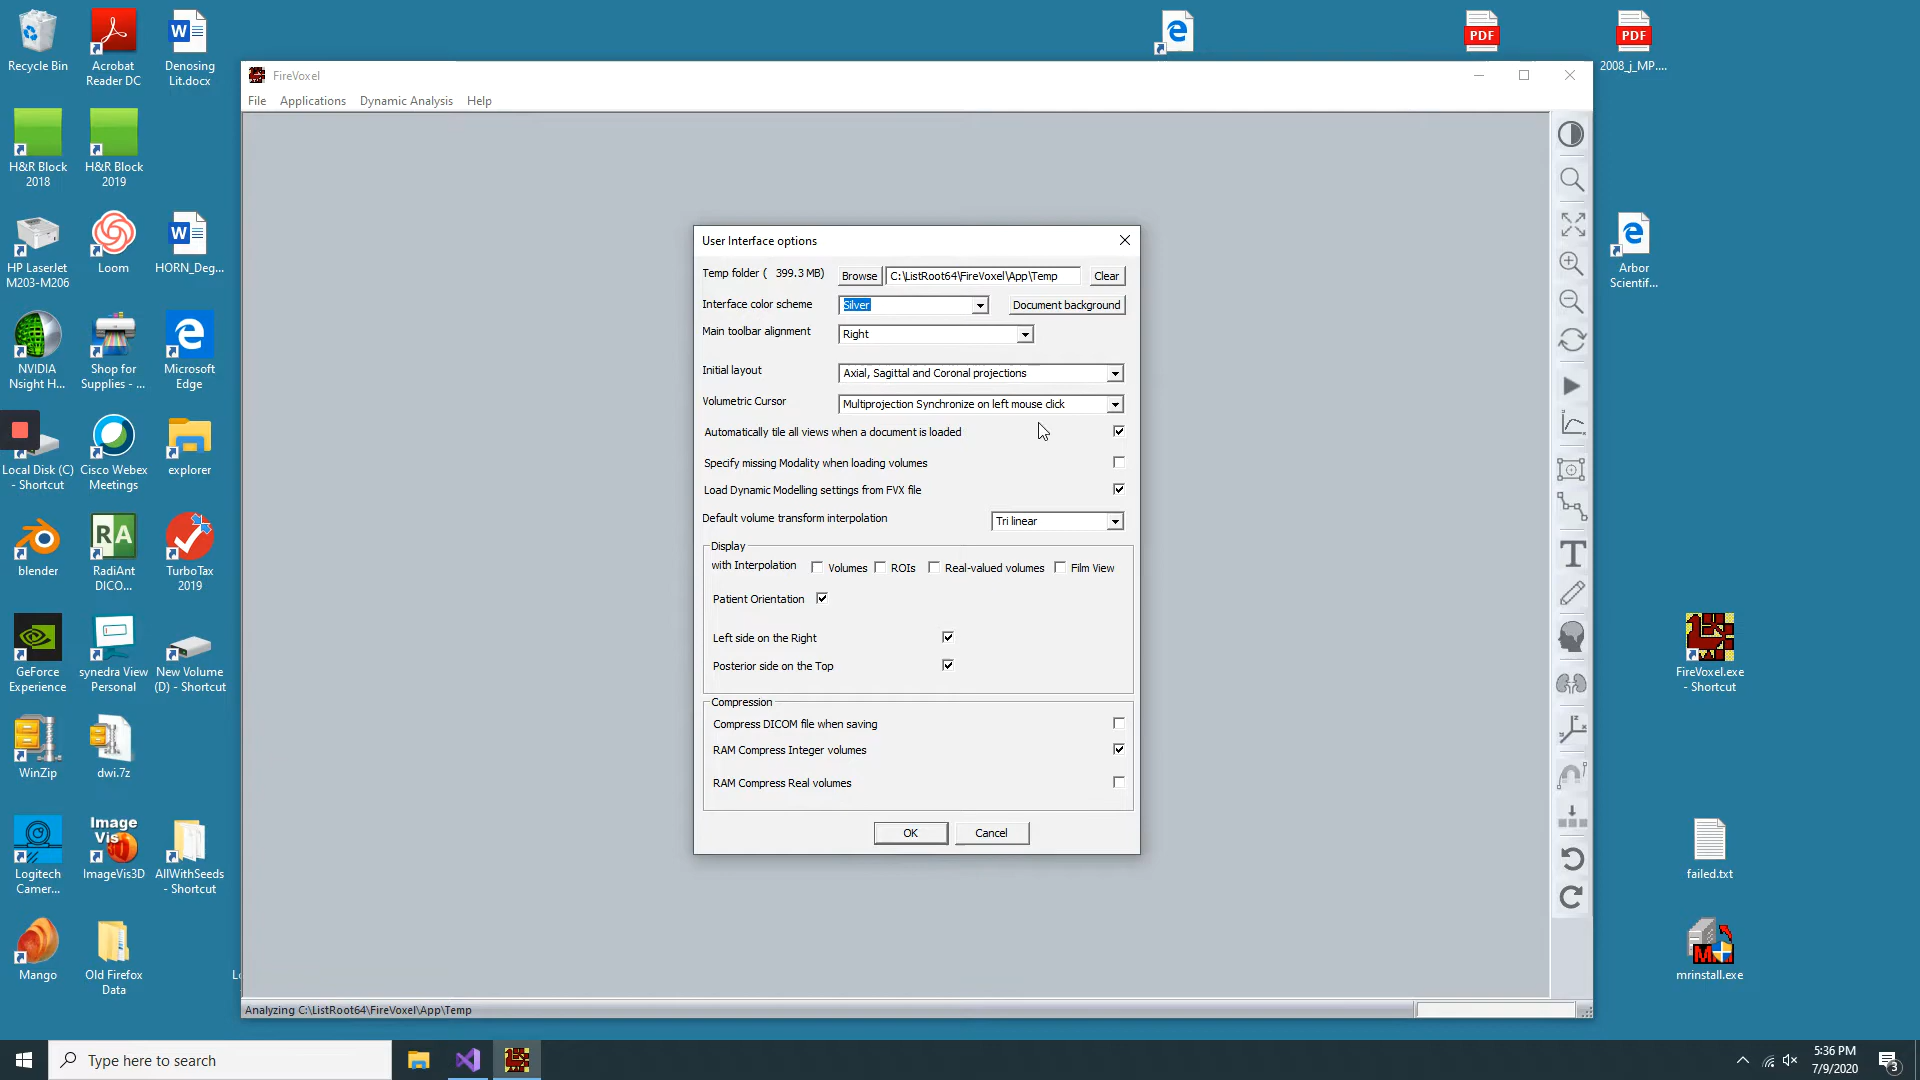 Recycle Bin
Acrobat
Reader DC
Denosing
Lit.docx
H&R Block
2018
H&R Block
2019
HP LaserJet
M203-M206
Loom
HORN_Deg...
NVIDIA
Nsight H...
Shop for
Supplies - ...
Microsoft
Edge
Local Disk (C)
- Shortcut
Cisco Webex
Meetings
explorer
blender
RA
RadiAnt
DICO...
TurboTax
2019
GeForce
Experience
synedra View
Personal
New Volume
(D) - Shortcut
WinZip
dwi.7z
Image
Vis
Logitech
Camer...
ImageVis3D
AllWithSeeds
- Shortcut
Mango
Old Firefox
Data
PDF
PDF
2008_j_MP....
Arbor
Scientif...
FireVoxel.exe
- Shortcut
failed.txt
mrinstall.exe
FireVoxel
File Applications Dynamic Analysis Help
User Interface options
Temp folder ( 399.3 MB) Browse C:\ListRoot64\FireVoxel\App\Temp Clear
Interface color scheme Silver Document background
Main toolbar alignment Right
Initial layout Axial, Sagittal and Coronal projections
Volumetric Cursor Multiprojection Synchronize on left mouse click
Automatically tile all views when a document is loaded
Specify missing Modality when loading volumes
Load Dynamic Modelling settings from FVX file
Default volume transform interpolation Tri linear
Display
with Interpolation Volumes ROIs Real-valued volumes Film View
Patient Orientation
Left side on the Right
Posterior side on the Top
Compression
Compress DICOM file when saving
RAM Compress Integer volumes
RAM Compress Real volumes
OK Cancel
Analyzing C:\ListRoot64\FireVoxel\App\Temp
Type here to search
5:36 PM
7/9/2020
3